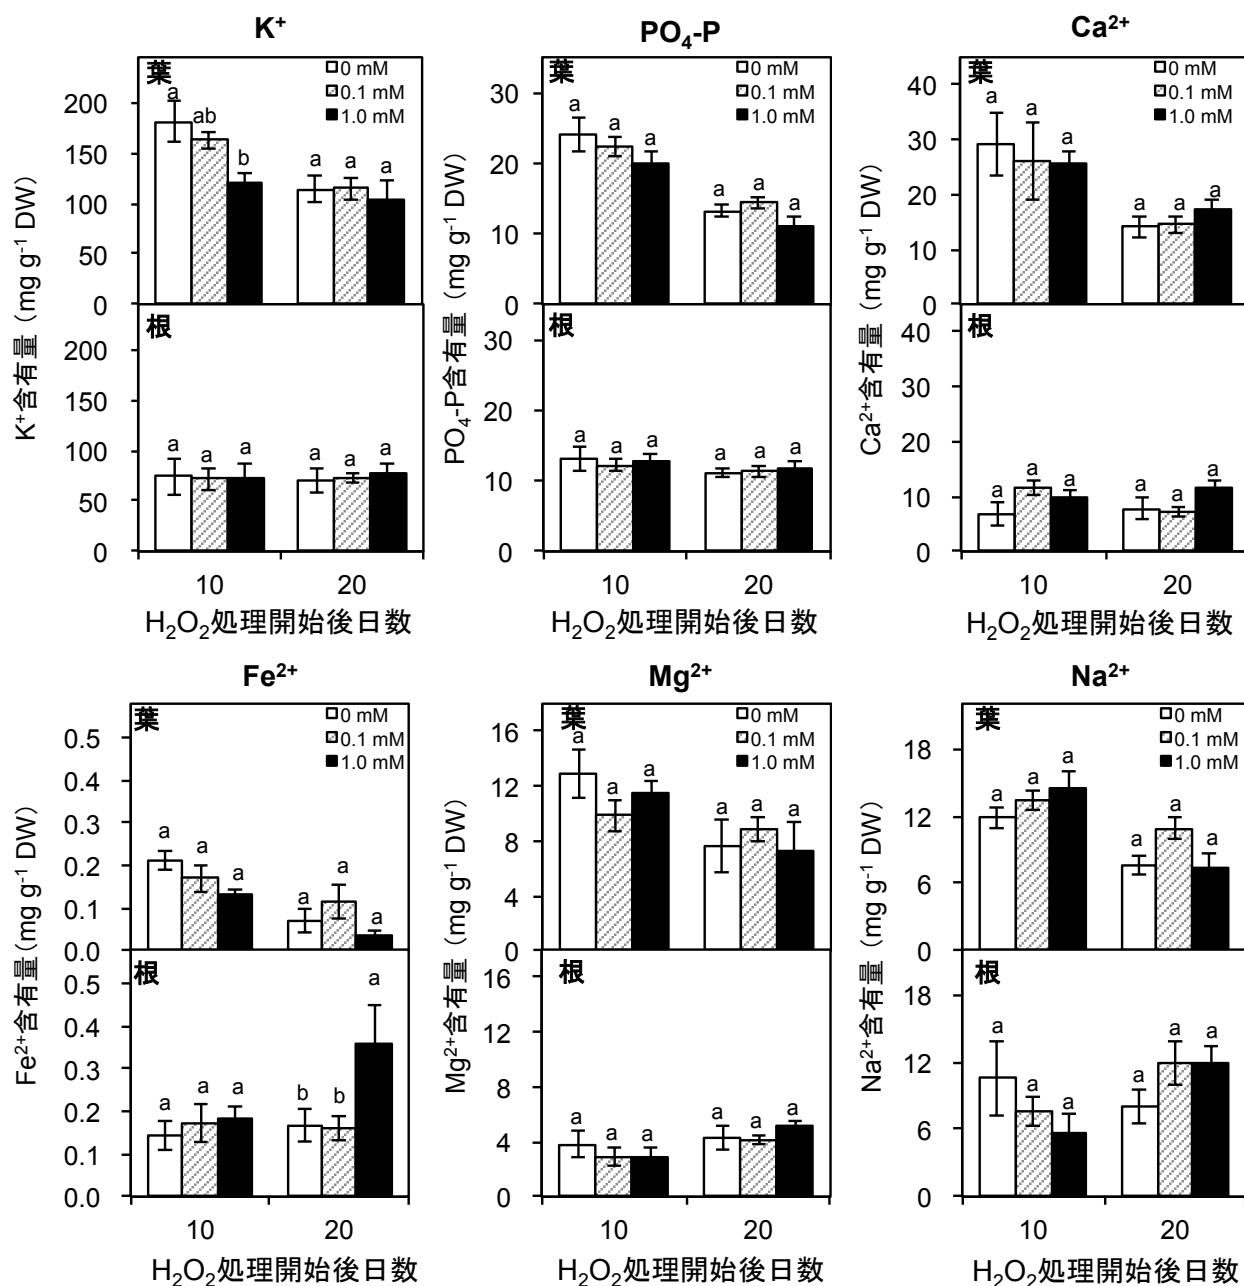 K⁺
葉
0 mM
0.1 mM
1.0 mM
200
150
100
50
0
a ab b a a a
根
200
150
100
50
0
a a a a a a
K⁺含有量 (mg g⁻¹ DW)
10 20
H₂O₂処理開始後日数
PO₄-P
葉
0 mM
0.1 mM
1.0 mM
30
20
10
0
a a a a a a
根
30
20
10
0
a a a a a a
PO₄-P含有量 (mg g⁻¹ DW)
10 20
H₂O₂処理開始後日数
Ca²⁺
葉
0 mM
0.1 mM
1.0 mM
40
30
20
10
0
a a a a a a
根
40
30
20
10
0
a a a a a a
Ca²⁺含有量 (mg g⁻¹ DW)
10 20
H₂O₂処理開始後日数
Fe²⁺
葉
0 mM
0.1 mM
1.0 mM
0.5
0.4
0.3
0.2
0.1
0.0
a a a a a a
根
0.5
0.4
0.3
0.2
0.1
0.0
a a a b b a
Fe²⁺含有量 (mg g⁻¹ DW)
10 20
H₂O₂処理開始後日数
Mg²⁺
葉
0 mM
0.1 mM
1.0 mM
16
12
8
4
0
a a a a a a
根
16
12
8
4
0
a a a a a a
Mg²⁺含有量 (mg g⁻¹ DW)
10 20
H₂O₂処理開始後日数
Na²⁺
葉
0 mM
0.1 mM
1.0 mM
18
12
6
0
a a a a a a
根
18
12
6
0
a a a a a a
Na²⁺含有量 (mg g⁻¹ DW)
10 20
H₂O₂処理開始後日数